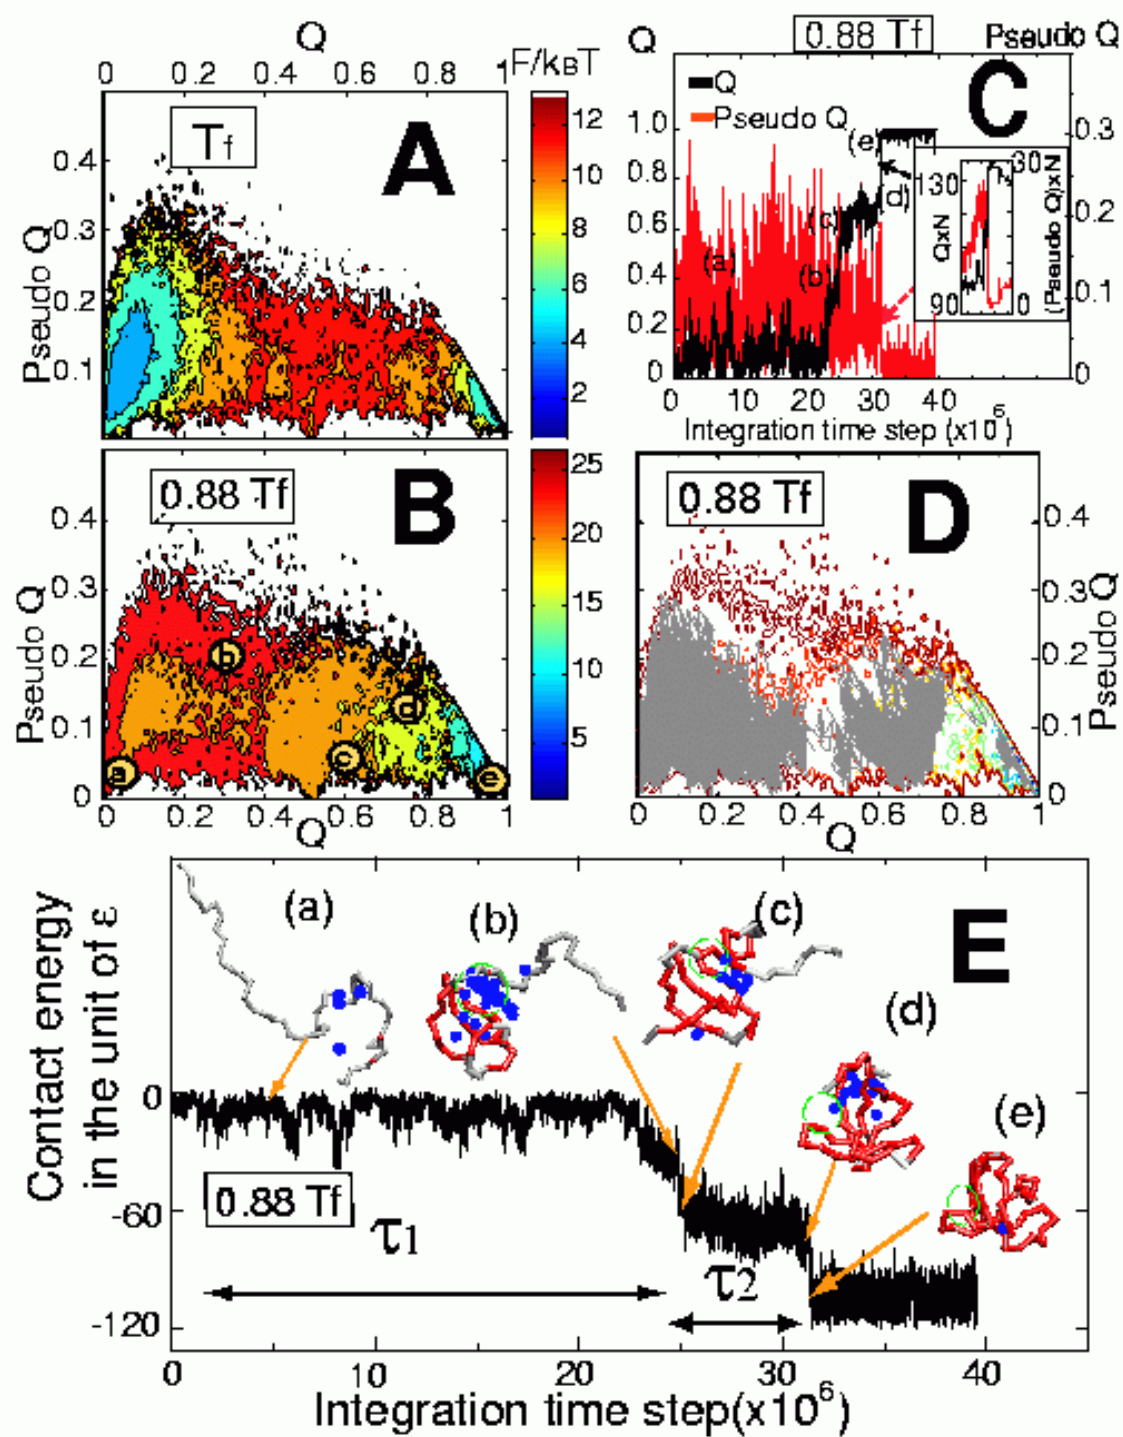 Q
0 0.2 0.4 0.6 0.8 1
F/kBT
Tf
A
0.4
0.3
0.2
0.1
Pseudo Q
12
10
8
6
4
2
Q
0.88 Tf
Pseudo Q
Q
Pseudo Q
C
1.0
0.8
0.6
0.4
0.2
0
(a)
(b)
(c)
(d)
(e)
0.3
0.2
0.1
0
130
90
QxN
30
0
(Pseudo Q)xN
0 10 20 30 40
Integration time step (x10⁶)
0.88 Tf
B
0.4
0.3
0.2
0.1
0
Pseudo Q
a
b
c
d
e
0 0.2 0.4 0.6 0.8 1
Q
25
20
15
10
5
0.88 Tf
D
0.4
0.3
0.2
0.1
0
Pseudo Q
0 0.2 0.4 0.6 0.8 1
Q
E
Contact energy
in the unit of ε
(a)
(b)
(c)
(d)
(e)
0
-60
-120
0.88 Tf
τ1
τ2
0 10 20 30 40
Integration time step(x10⁶)